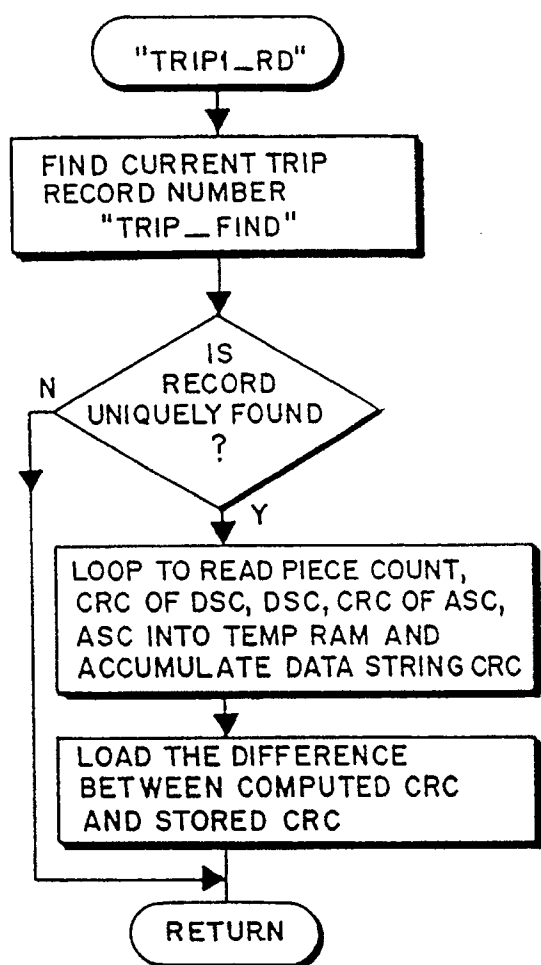 "TRIP1_RD"
FIND CURRENT TRIP
RECORD NUMBER
"TRIP_FIND"
IS
RECORD
UNIQUELY FOUND
?
N
Y
LOOP TO READ PIECE COUNT,
CRC OF DSC, DSC, CRC OF ASC,
ASC INTO TEMP RAM AND
ACCUMULATE DATA STRING CRC
LOAD THE DIFFERENCE
BETWEEN COMPUTED CRC
AND STORED CRC
RETURN